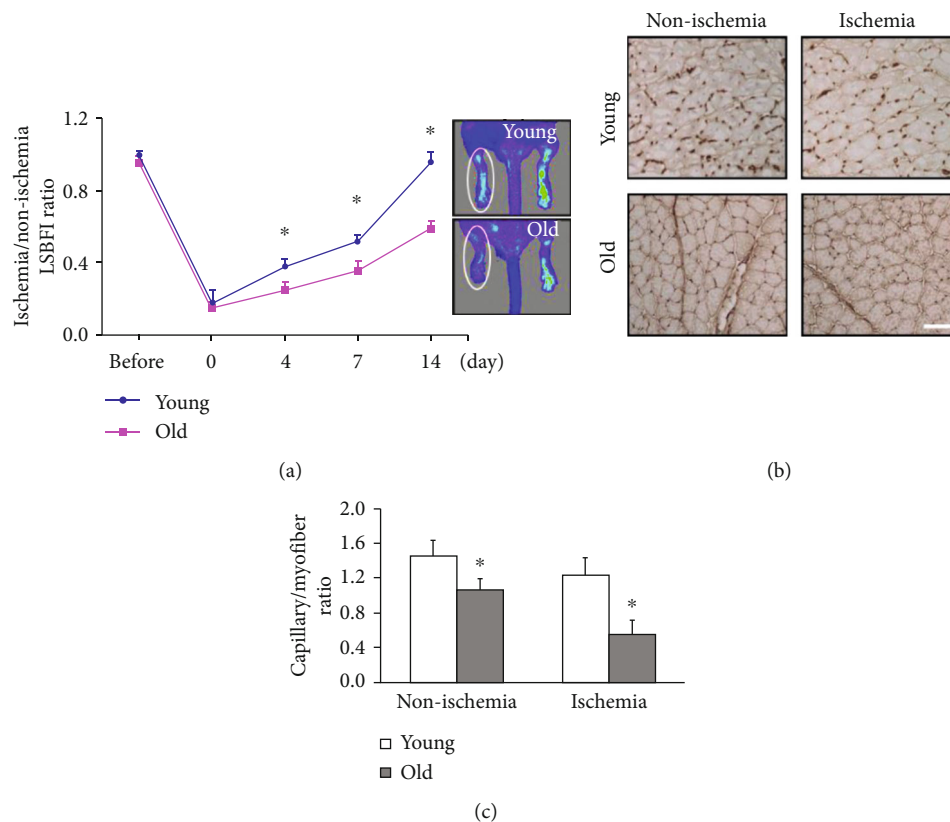 Ischemia/non-ischemia
LSBFI ratio
1.2
0.8
0.4
0.0
*
*
*
Before 0 4 7 14 (day)
Young
Old
Young
Old
(a)
Non-ischemia Ischemia
Young
Old
(b)
Capillary/myofiber
ratio
2.0
1.6
1.2
0.8
0.4
0.0
*
*
Non-ischemia Ischemia
Young
Old
(c)